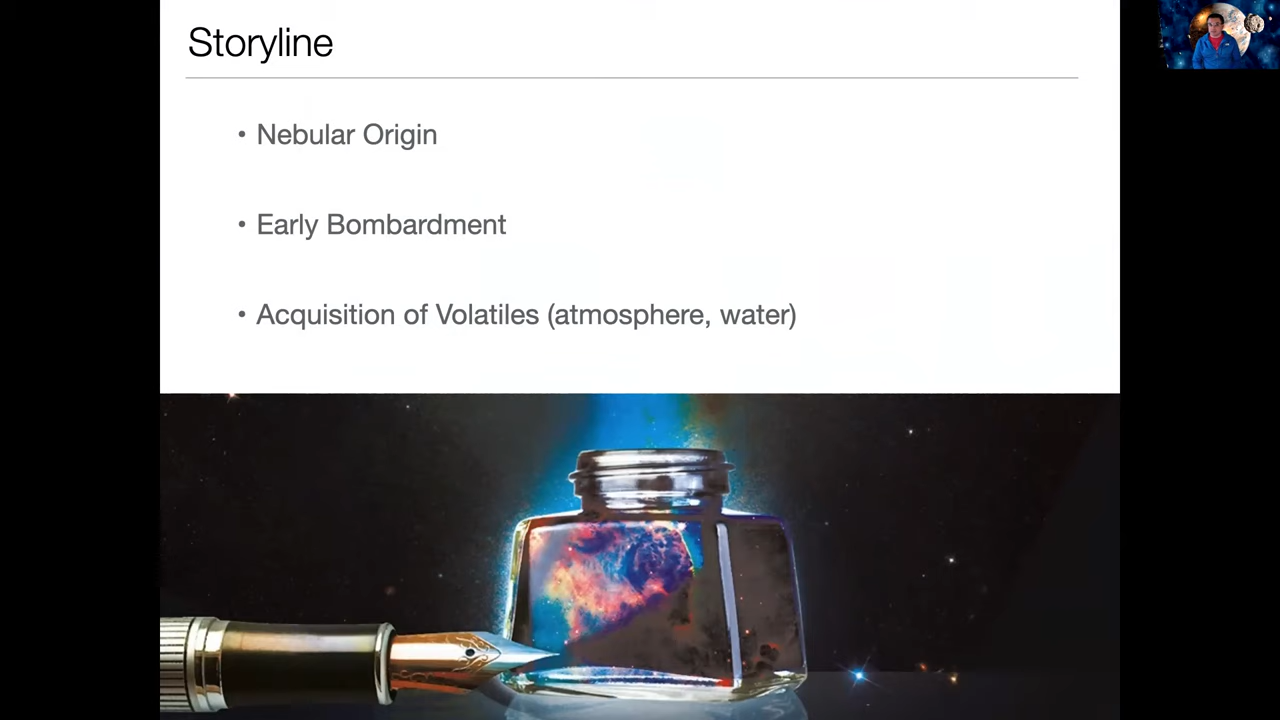 Storyline
• Nebular Origin
• Early Bombardment
• Acquisition of Volatiles (atmosphere, water)